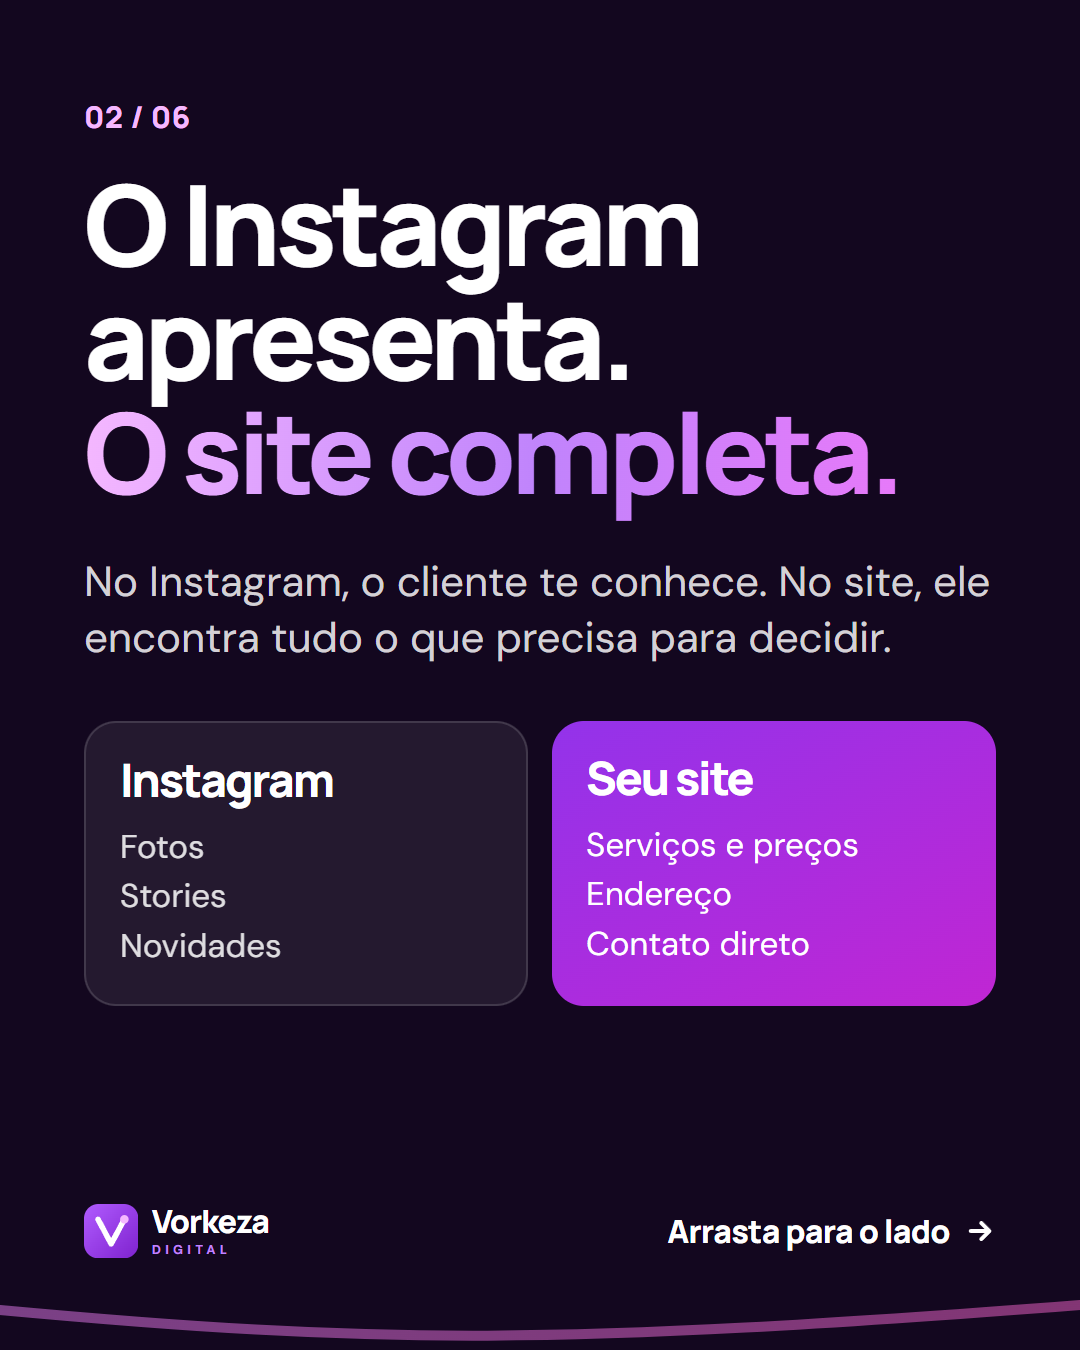 02 / 06
O Instagram
apresenta.
O site completa.
No Instagram, o cliente te conhece. No site, ele
encontra tudo o que precisa para decidir.
Instagram
Fotos
Stories
Novidades
Seu site
Serviços e preços
Endereço
Contato direto
Vorkeza
DIGITAL
Arrasta para o lado →